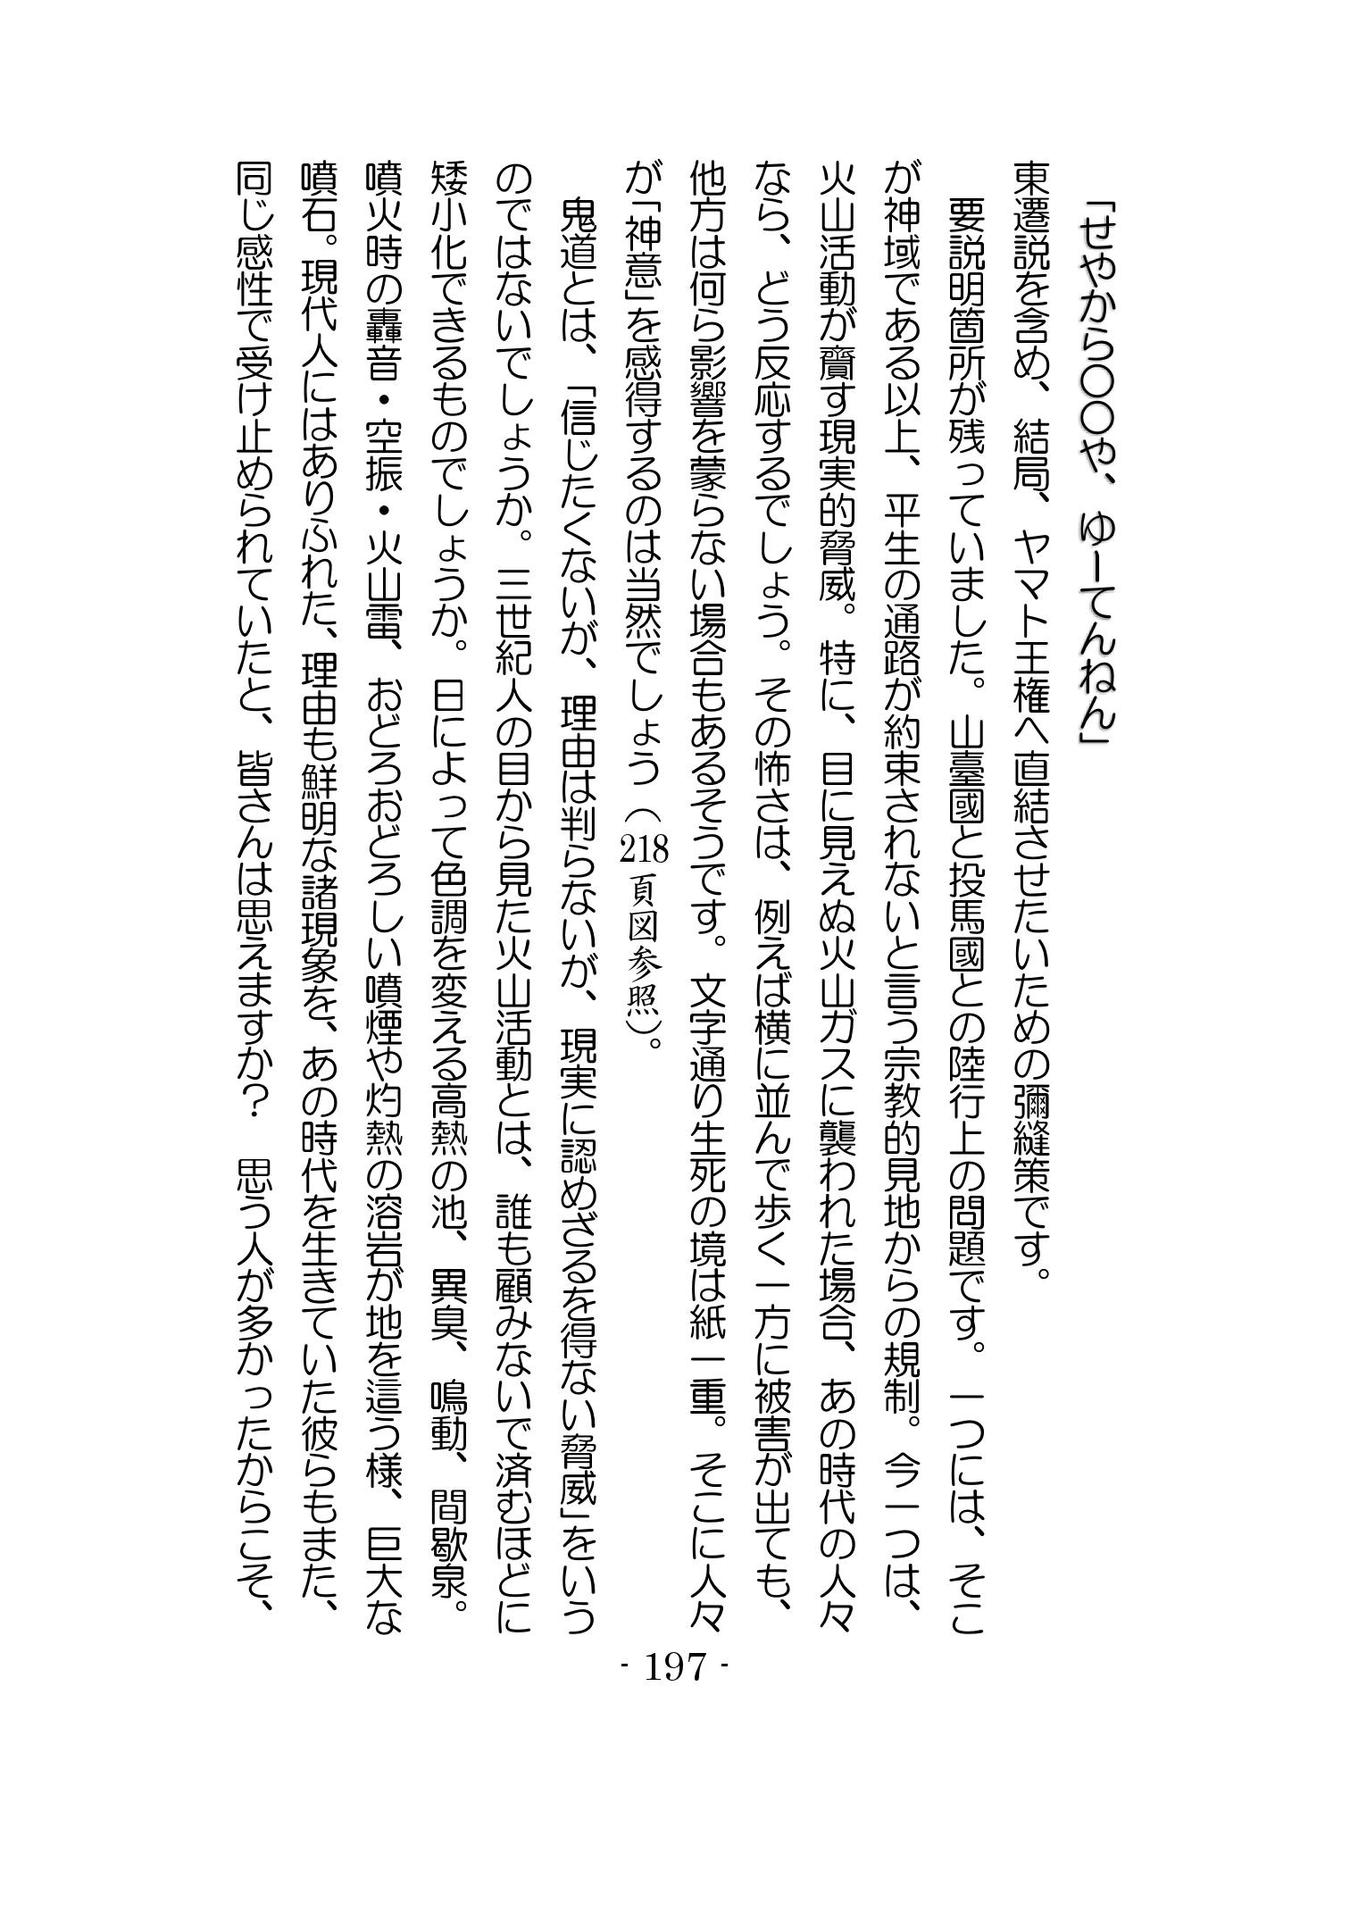 「せやから〇〇や、ゆーてんねん」
東遷説を含め、結局、ヤマト王権へ直結させたいための彌縫策です。
要説明箇所が残っていました。山臺國と投馬國との陸行上の問題です。一つには、そこ
が神域である以上、平生の通路が約束されないと言う宗教的見地からの規制。今一つは、
火山活動が齎す現実的脅威。特に、目に見えぬ火山ガスに襲われた場合、あの時代の人々
なら、どう反応するでしょう。その怖さは、例えば横に並んで歩く一方に被害が出ても、
他方は何ら影響を蒙らない場合もあるそうです。文字通り生死の境は紙一重。そこに人々
が「神意」を感得するのは当然でしょう（218頁図参照）。
鬼道とは、「信じたくないが、理由は判らないが、現実に認めざるを得ない脅威」をいう
のではないでしょうか。三世紀人の目から見た火山活動とは、誰も顧みないで済むほどに
矮小化できるものでしょうか。日によって色調を変える高熱の池、異臭、鳴動、間歇泉。
噴火時の轟音・空振・火山雷、おどろおどろしい噴煙や灼熱の溶岩が地を這う様、巨大な
噴石。現代人にはありふれた、理由も鮮明な諸現象を、あの時代を生きていた彼らもまた、
同じ感性で受け止められていたと、皆さんは思えますか？　思う人が多かったからこそ、
- 197 -